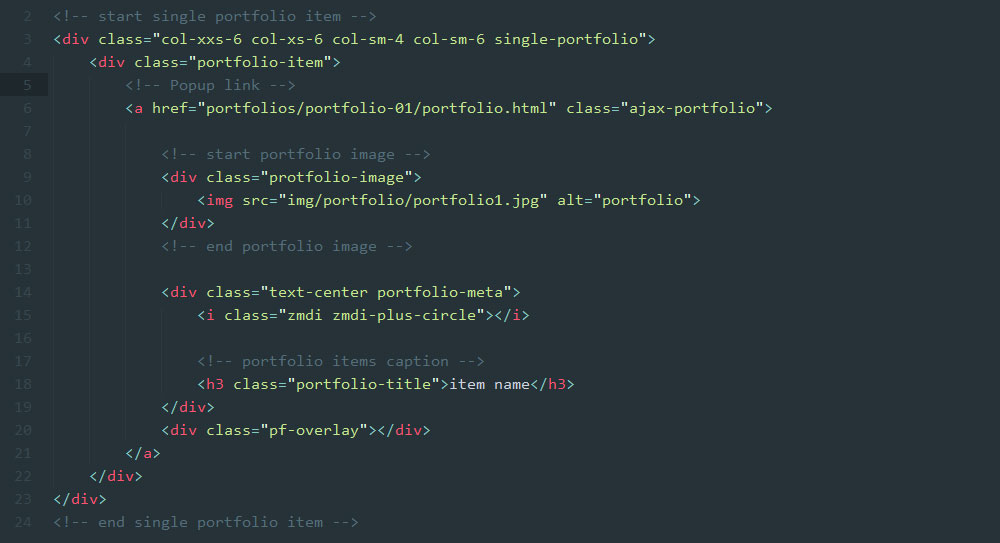 2 <!-- start single portfolio item -->
3 <div class="col-xxs-6 col-xs-6 col-sm-4 col-sm-6 single-portfolio">
4 <div class="portfolio-item">
5 <!-- Popup link -->
6 <a href="portfolios/portfolio-01/portfolio.html" class="ajax-portfolio">
7
8 <!-- start portfolio image -->
9 <div class="protfolio-image">
10 <img src="img/portfolio/portfolio1.jpg" alt="portfolio">
11 </div>
12 <!-- end portfolio image -->
13
14 <div class="text-center portfolio-meta">
15 <i class="zmdi zmdi-plus-circle"></i>
16
17 <!-- portfolio items caption -->
18 <h3 class="portfolio-title">item name</h3>
19 </div>
20 <div class="pf-overlay"></div>
21 </a>
22 </div>
23 </div>
24 <!-- end single portfolio item -->